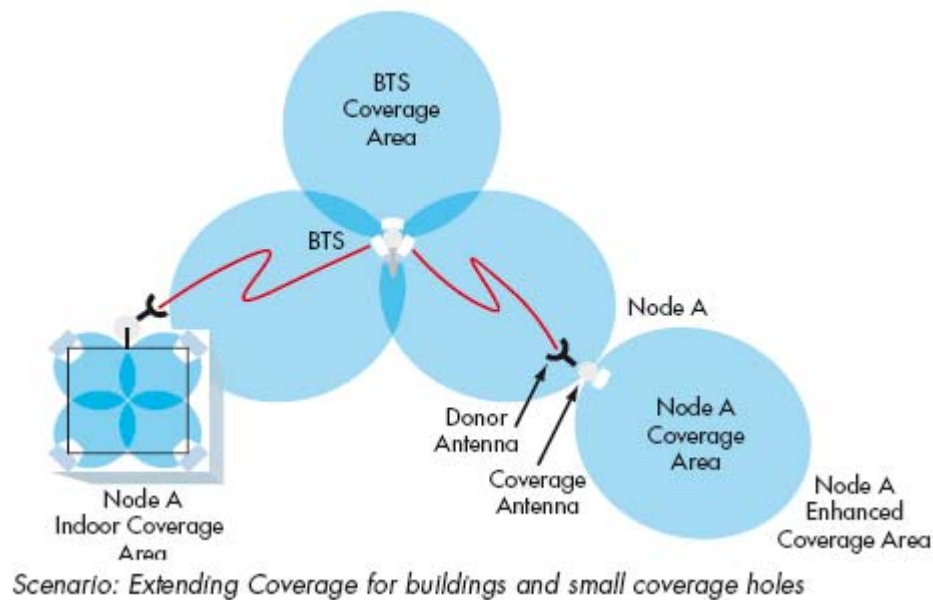 BTS
Coverage
Area
BTS
Node A
Donor
Antenna
Node A
Coverage
Area
Coverage
Antenna
Node A
Indoor Coverage
Area
Node A
Enhanced
Coverage Area
Scenario: Extending Coverage for buildings and small coverage holes